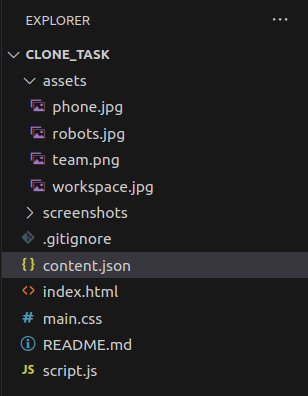 EXPLORER
CLONE_TASK
assets
phone.jpg
robots.jpg
team.png
workspace.jpg
screenshots
.gitignore
{ } content.json
<> index.html
# main.css
README.md
JS script.js